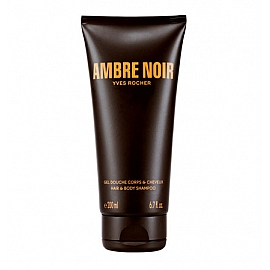 AMBRE NOIR
YVES ROCHER
GEL DOUCHE CORPS & CHEVEUX
HAIR & BODY SHAMPOO
℮ 200 ml 6.7 fl. oz.